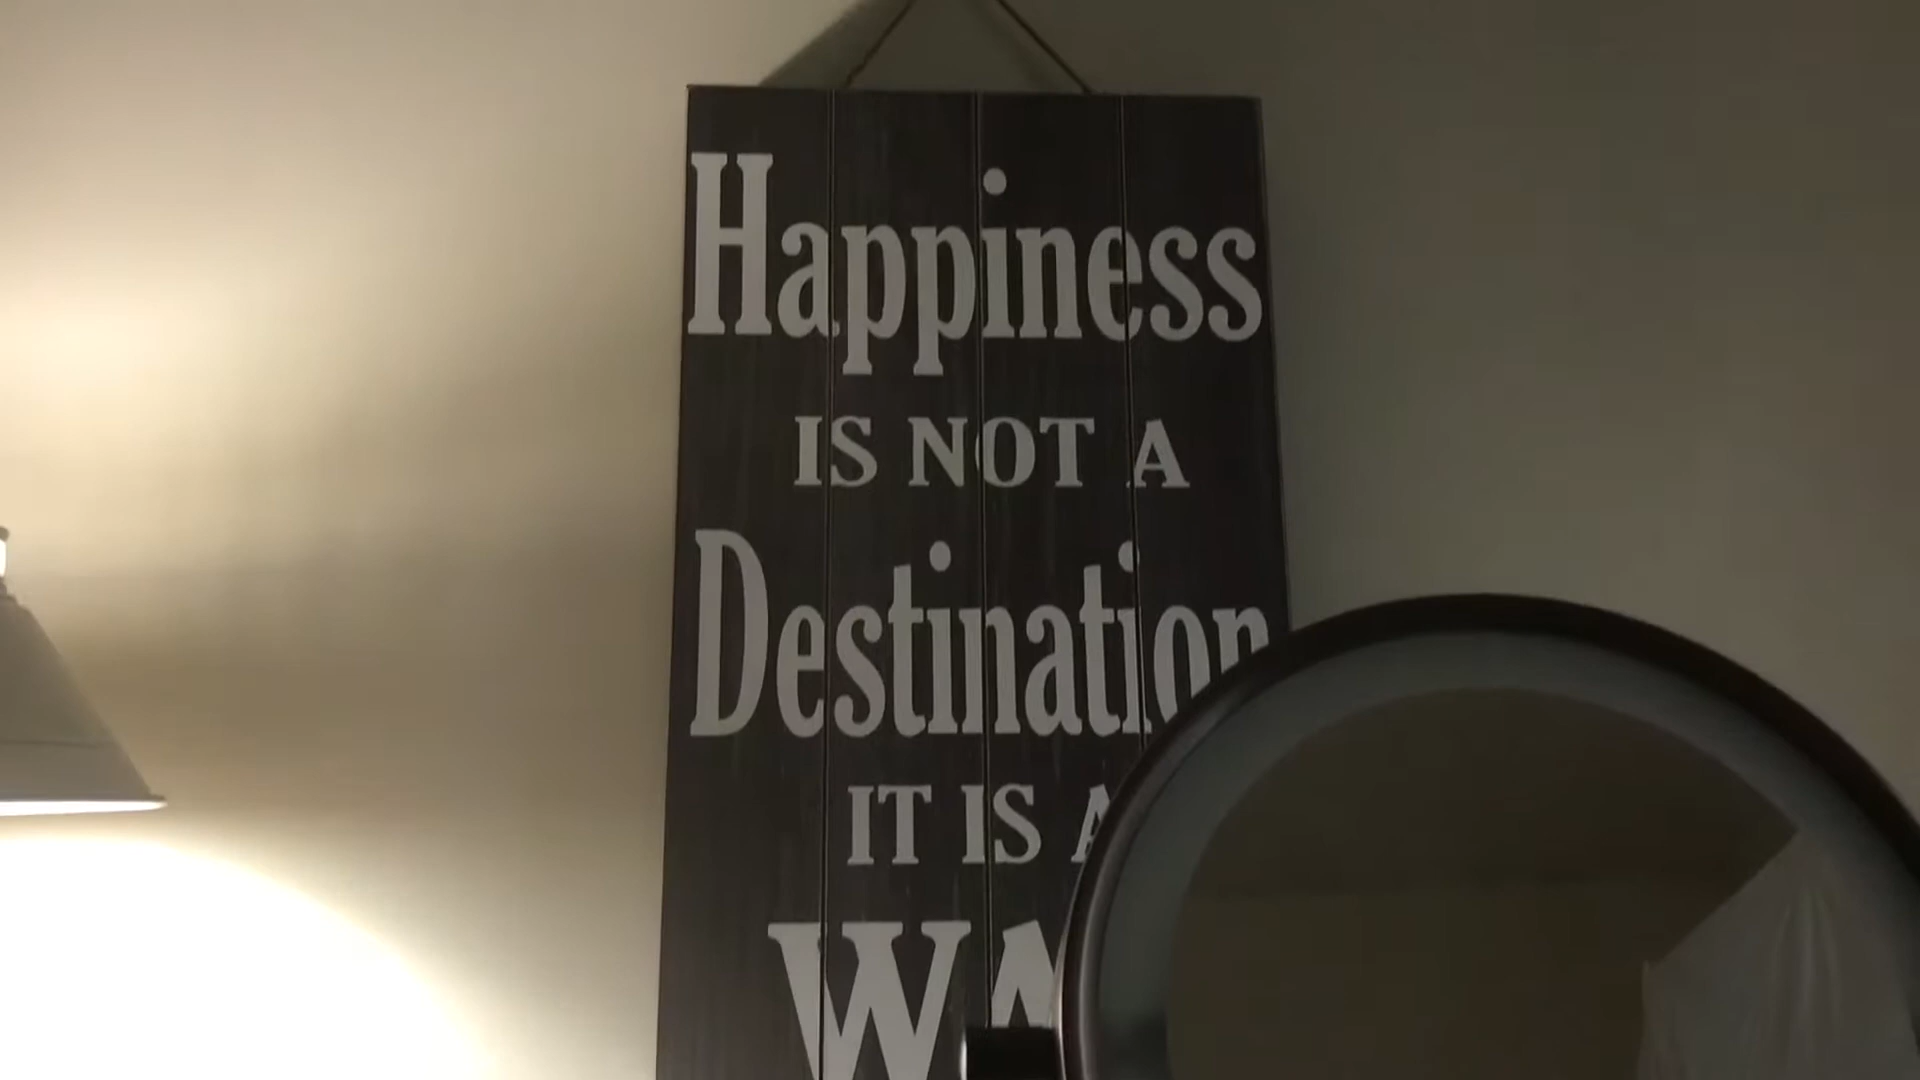 Happiness
IS NOT A
Destination
IT IS A
WA